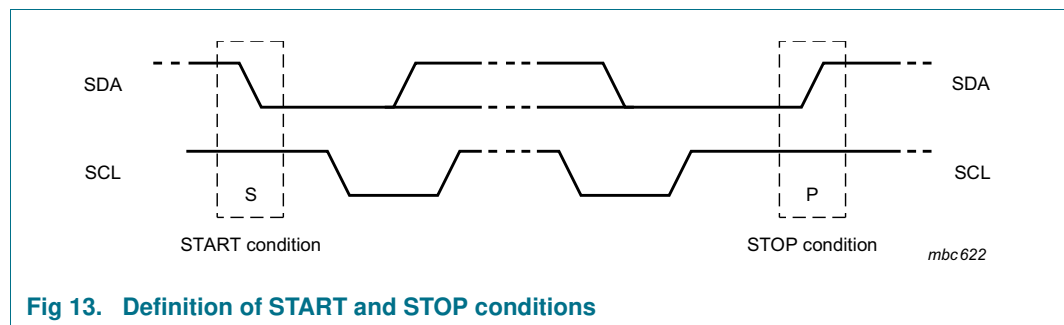 SDA
SDA
SCL
SCL
S
P
START condition
STOP condition
mbc622
Fig 13. Definition of START and STOP conditions